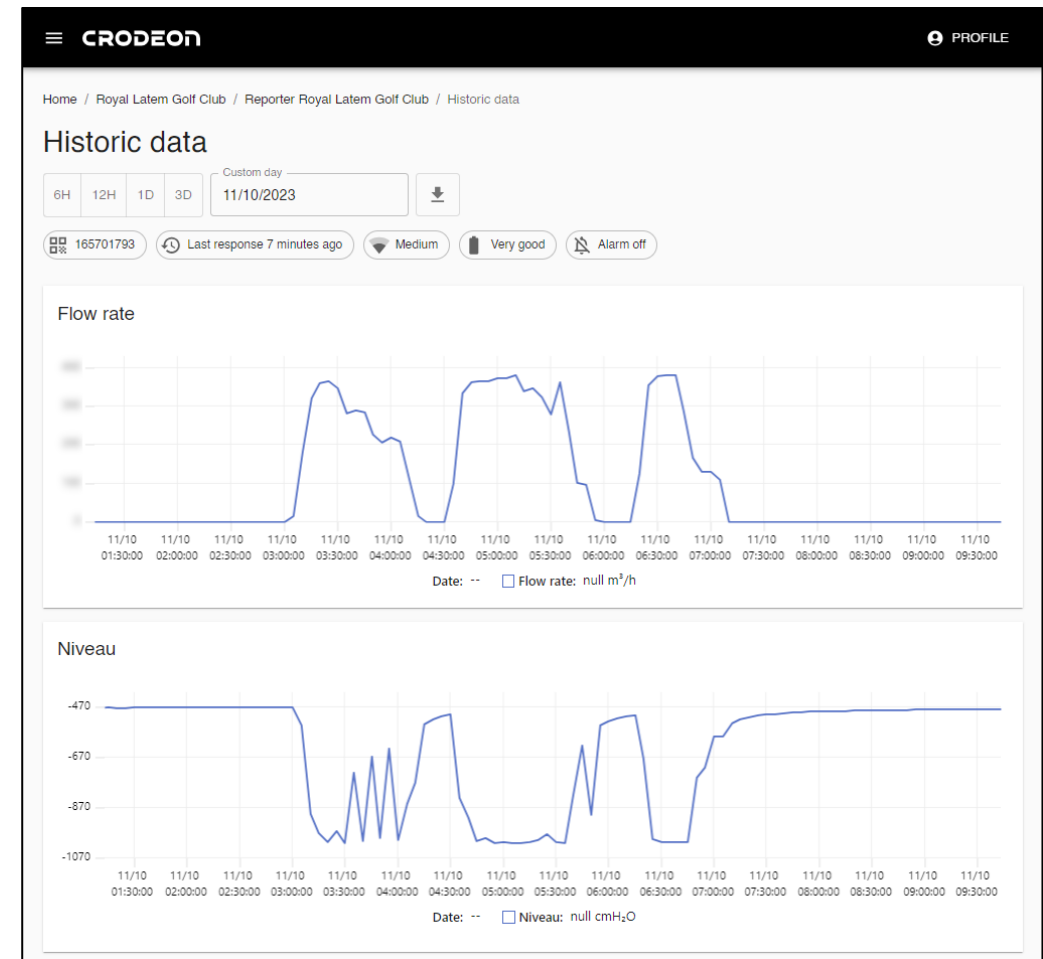 CRODEON
PROFILE
Home / Royal Latem Golf Club / Reporter Royal Latem Golf Club / Historic data
Historic data
6H 12H 1D 3D
Custom day
11/10/2023
165701793 Last response 7 minutes ago Medium Very good Alarm off
Flow rate
0
11/10 11/10 11/10 11/10 11/10 11/10 11/10 11/10 11/10 11/10 11/10 11/10 11/10 11/10 11/10 11/10 11/10
01:30:00 02:00:00 02:30:00 03:00:00 03:30:00 04:00:00 04:30:00 05:00:00 05:30:00 06:00:00 06:30:00 07:00:00 07:30:00 08:00:00 08:30:00 09:00:00 09:30:00
Date: -- Flow rate: null m³/h
Niveau
-470
-670
-870
-1070
11/10 11/10 11/10 11/10 11/10 11/10 11/10 11/10 11/10 11/10 11/10 11/10 11/10 11/10 11/10 11/10 11/10
01:30:00 02:00:00 02:30:00 03:00:00 03:30:00 04:00:00 04:30:00 05:00:00 05:30:00 06:00:00 06:30:00 07:00:00 07:30:00 08:00:00 08:30:00 09:00:00 09:30:00
Date: -- Niveau: null cmH₂O